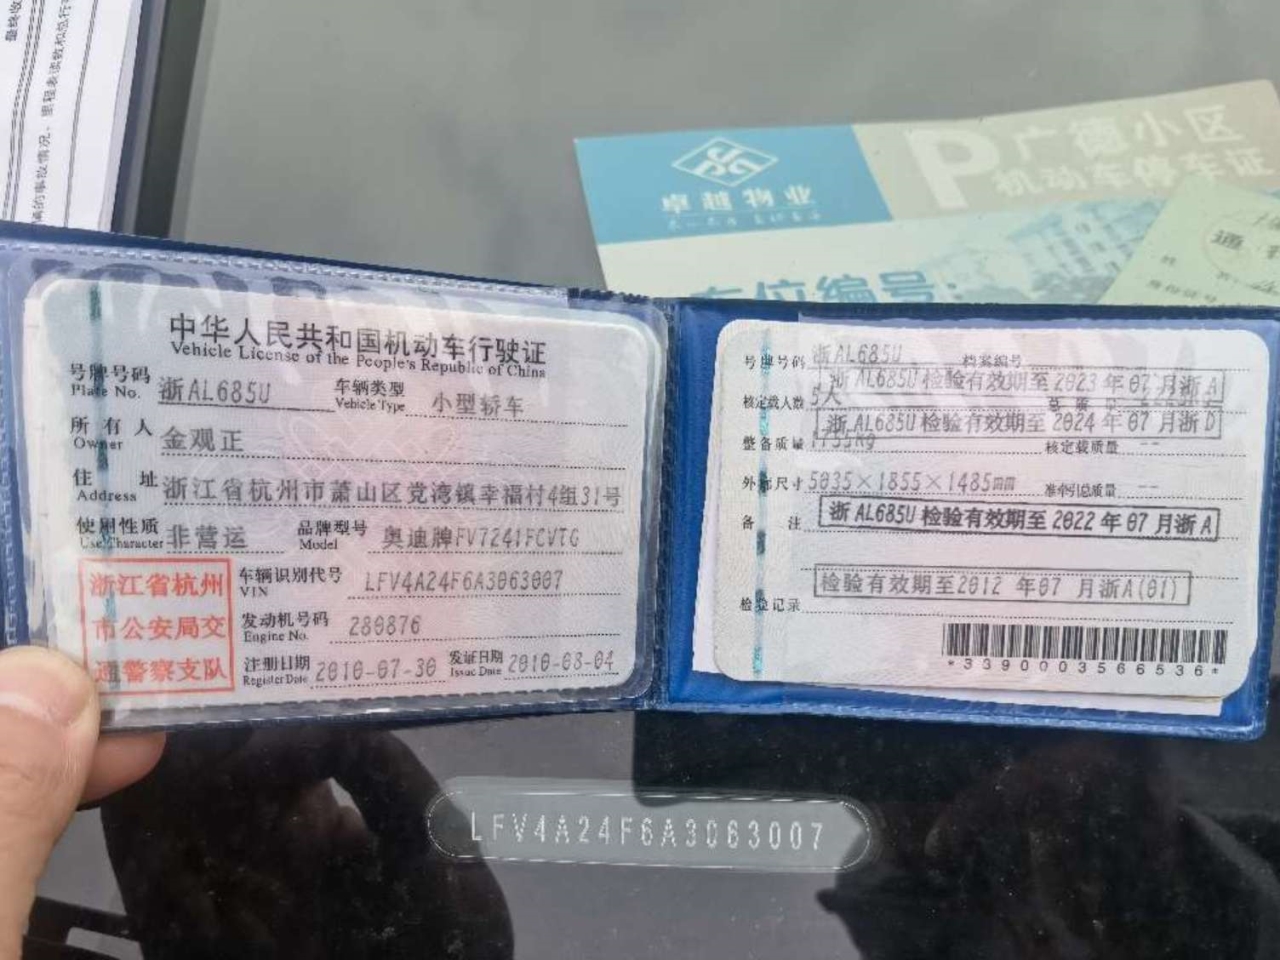 卓越物业
P 广德小区
机动车停车证
车位编号:
中华人民共和国机动车行驶证
Vehicle License of the People's Republic of China
号牌号码 浙AL685U 车辆类型 小型轿车
Plate No. Vehicle Type
所有人 金观正
Owner
住址 浙江省杭州市萧山区党湾镇幸福村4组31号
Address
使用性质 非营运 品牌型号 奥迪牌FV7241FCVTG
Use Character Model
浙江省杭州
市公安局交
通警察支队
车辆识别代号 LFV4A24F6A3063007
VIN
发动机号码 280876
Engine No.
注册日期 2010-07-30 发证日期 2010-08-04
Register Date Issue Date
号牌号码 浙AL685U 档案编号
浙AL685U检验有效期至2023年07月浙A
核定载人数 5人
浙AL685U检验有效期至2024年07月浙D
整备质量 核定载质量 --
外廓尺寸 5035×1855×1485mm 准牵引总质量 --
备注 浙AL685U检验有效期至2022年07月浙A
检验有效期至2012年07月浙A(01)
检验记录
*3390003566536*
LFV4A24F6A3063007